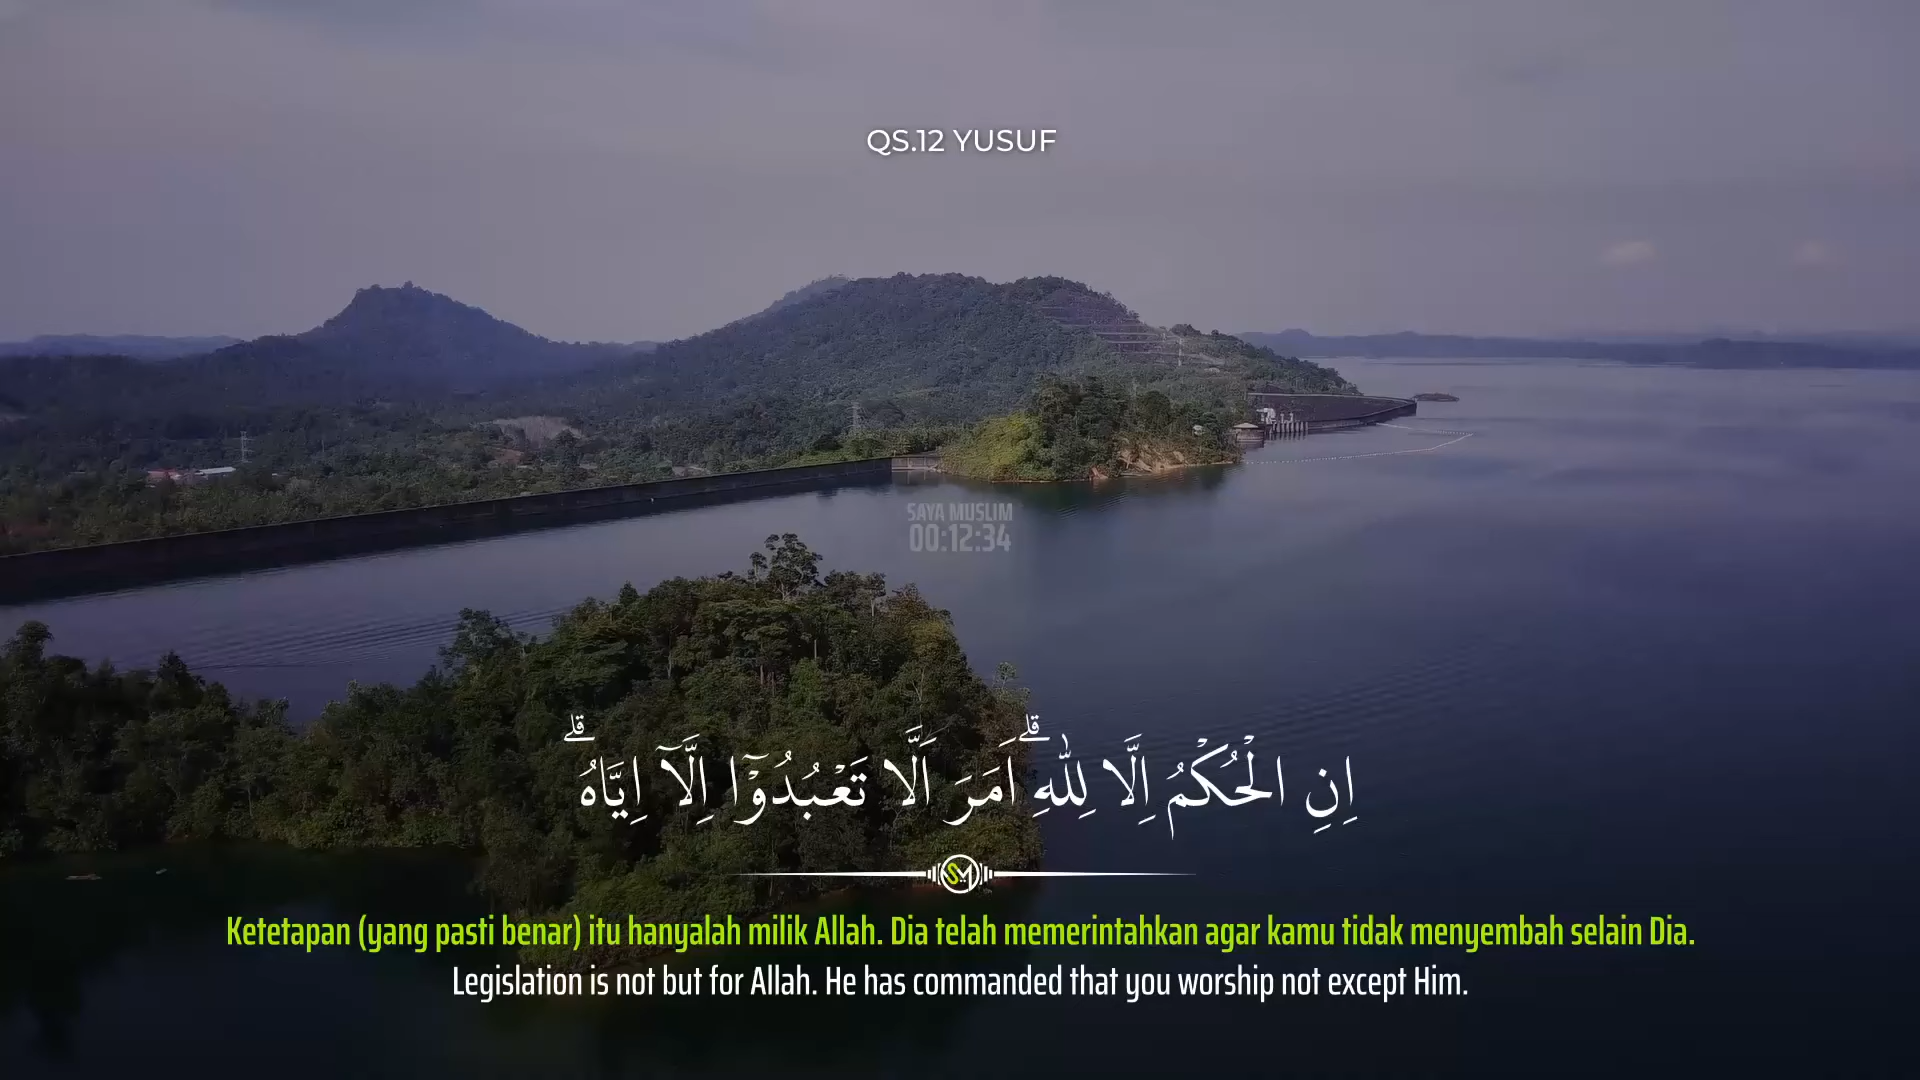 QS.12 YUSUF
SAYA MUSLIM
00:12:34
اِنِ الْحُكْمُ اِلَّا لِلّٰهِ ۗاَمَرَ اَلَّا تَعْبُدُوْٓا اِلَّآ اِيَّاهُ ۗ
SM
Ketetapan (yang pasti benar) itu hanyalah milik Allah. Dia telah memerintahkan agar kamu tidak menyembah selain Dia.
Legislation is not but for Allah. He has commanded that you worship not except Him.